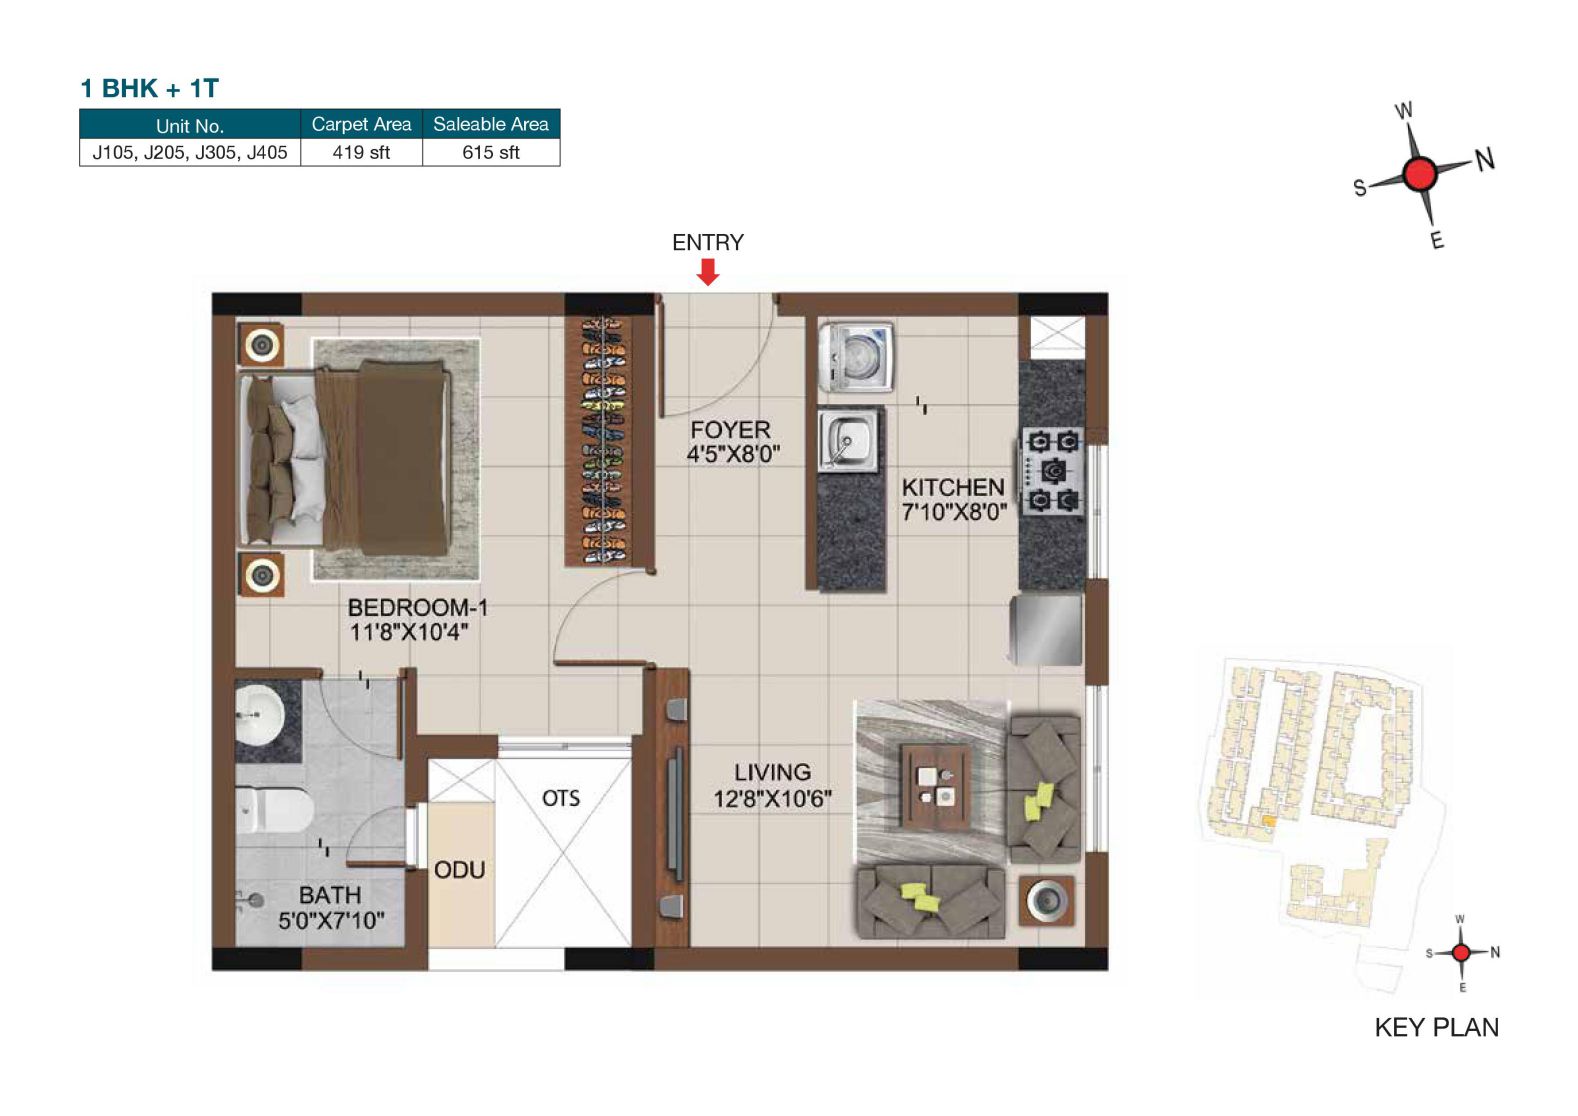 1 BHK + 1T
Unit No. Carpet Area Saleable Area
J105, J205, J305, J405 419 sft 615 sft
W
N
S
E
ENTRY
FOYER
4'5"X8'0"
KITCHEN
7'10"X8'0"
BEDROOM-1
11'8"X10'4"
LIVING
12'8"X10'6"
OTS
ODU
BATH
5'0"X7'10"
W
S
N
E
KEY PLAN